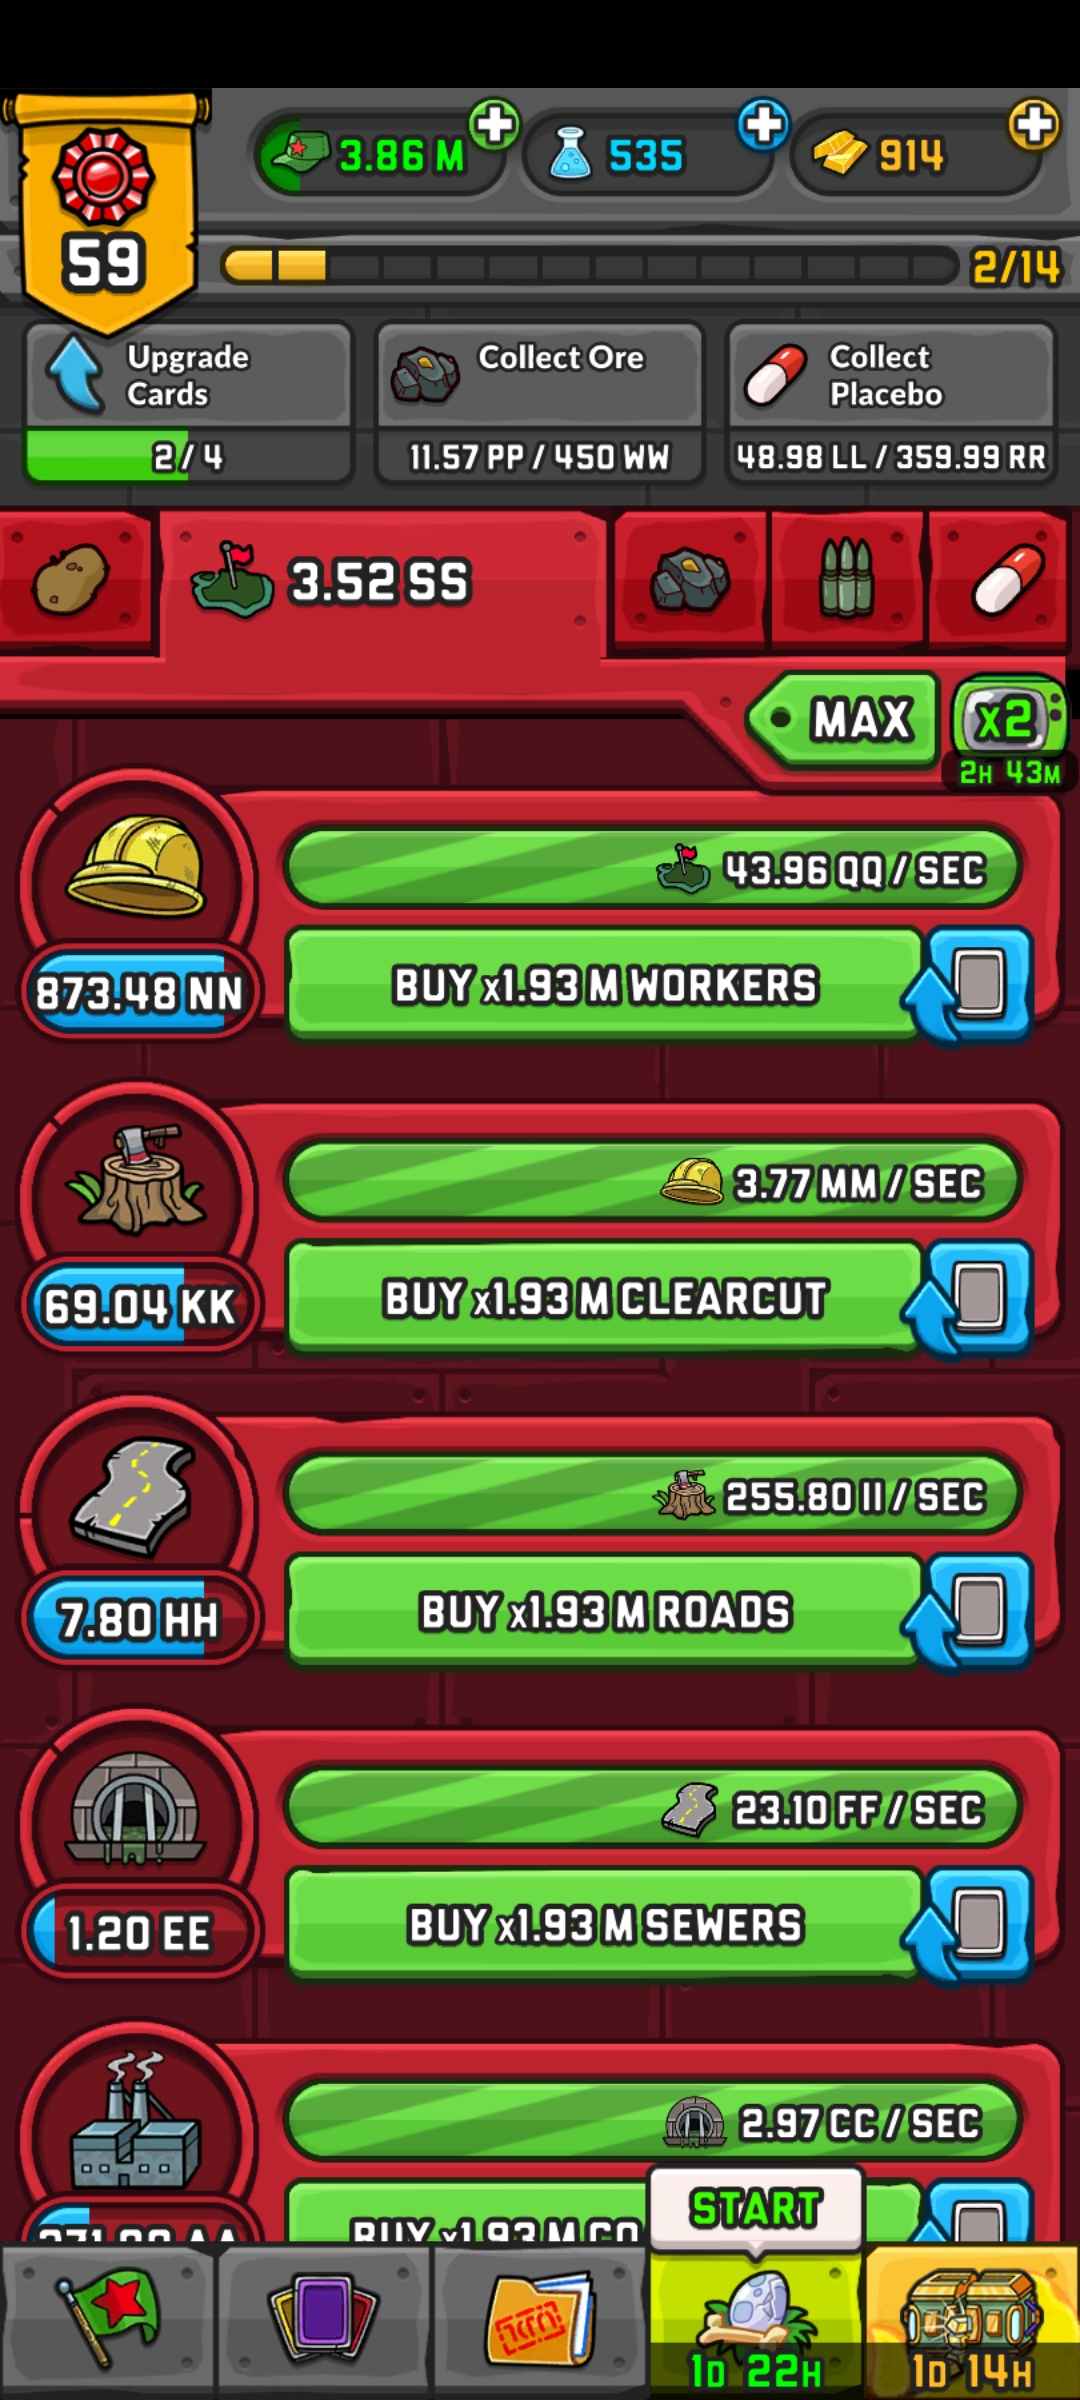 59
3.86 M
535
914
2/14
Upgrade
Cards
2/4
Collect Ore
11.57 PP / 450 WW
Collect
Placebo
48.98 LL / 359.99 RR
3.52 SS
MAX
x2
2H 43M
43.96 QQ / SEC
873.48 NN
BUY x1.93 M WORKERS
3.77 MM / SEC
69.04 KK
BUY x1.93 M CLEARCUT
255.80 II / SEC
7.80 HH
BUY x1.93 M ROADS
23.10 FF / SEC
1.20 EE
BUY x1.93 M SEWERS
2.97 CC / SEC
BUY x1.93 M CO
START
1D 22H
1D 14H